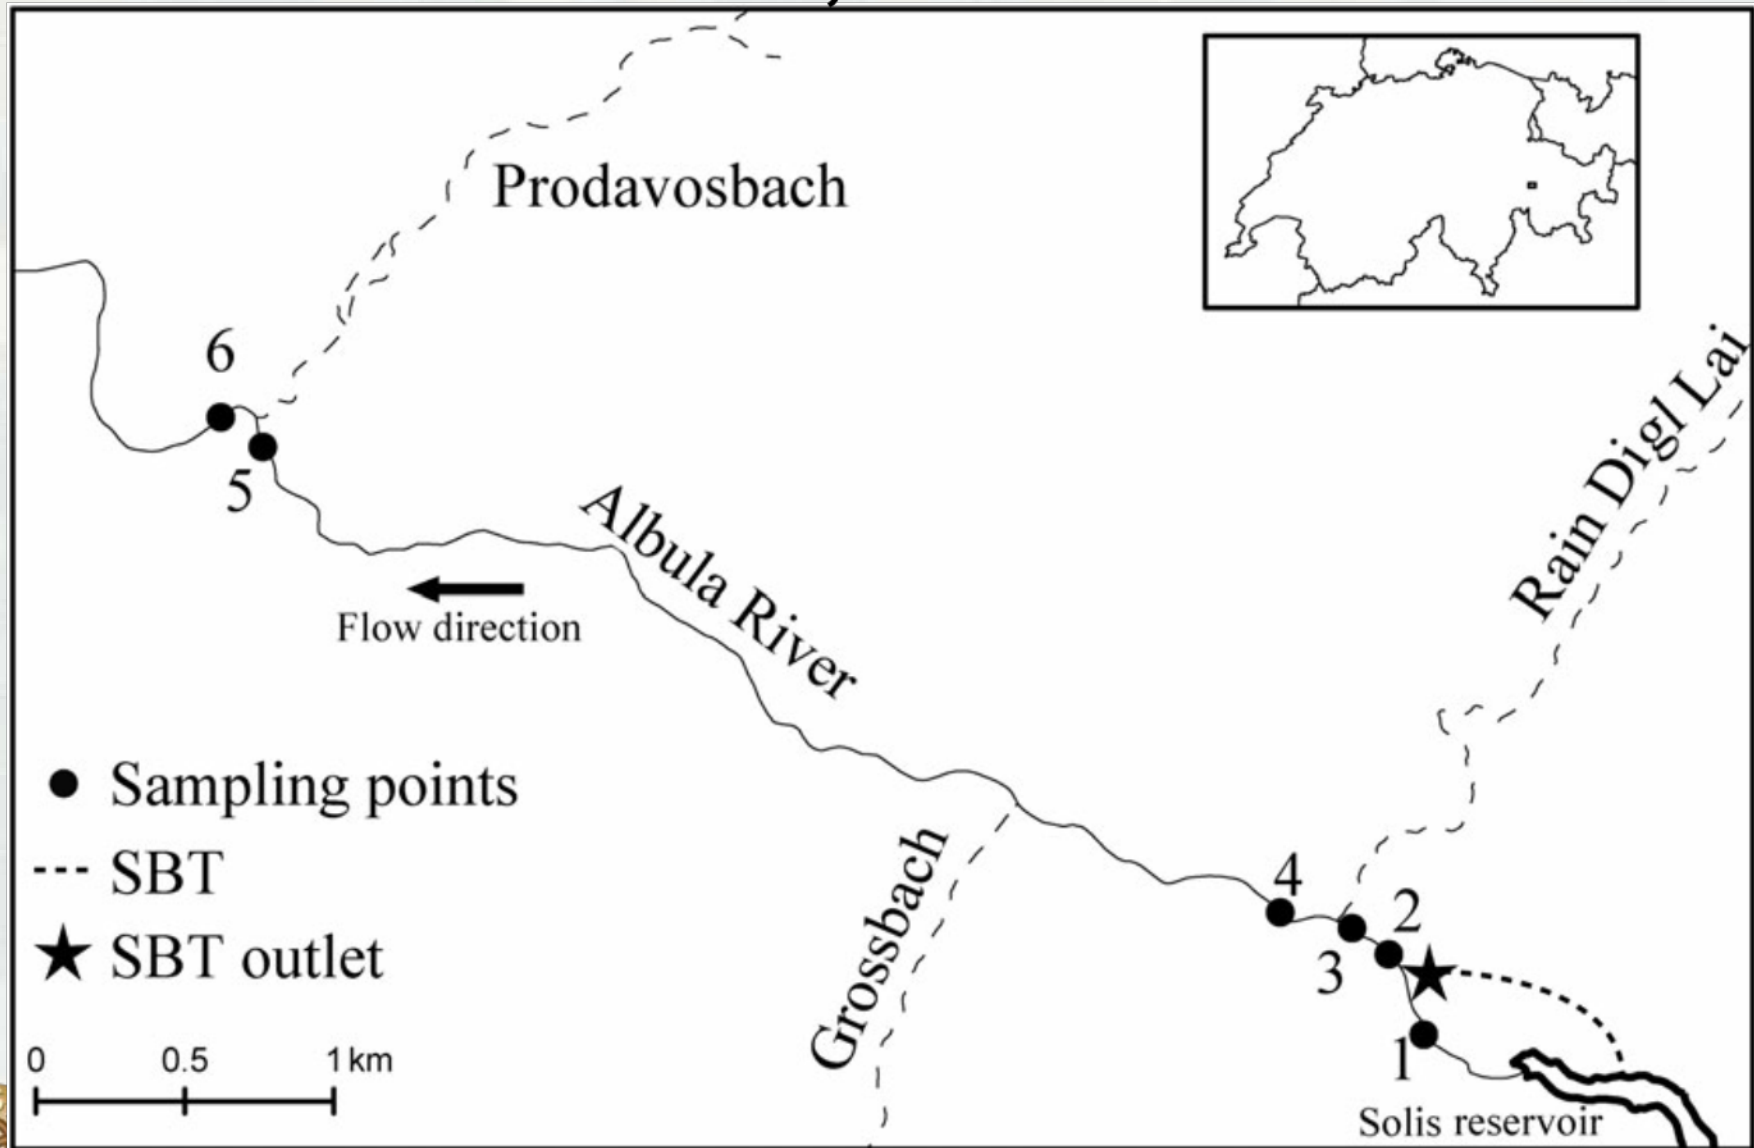 Prodavosbach
6
5
Albula River
Flow direction
Rain Digl Lai
Sampling points
SBT
SBT outlet
Grossbach
4
2
3
1
0 0.5 1 km
Solis reservoir